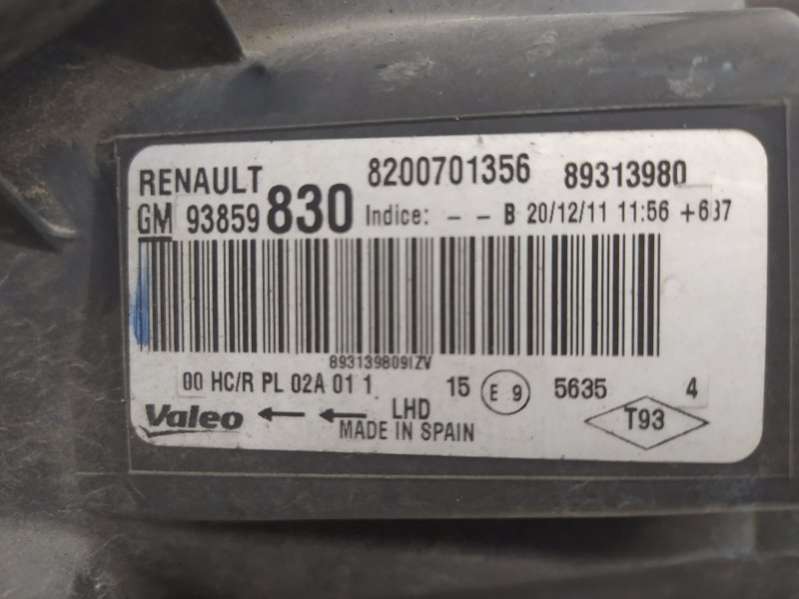 RENAULT 8200701356 89313980
GM 93859 830 Indice: - - B 20/12/11 11:56 +637
893139809IZV
00 HC/R PL 02A 01 1 15 E 9 5635 4
Valeo LHD T93
MADE IN SPAIN